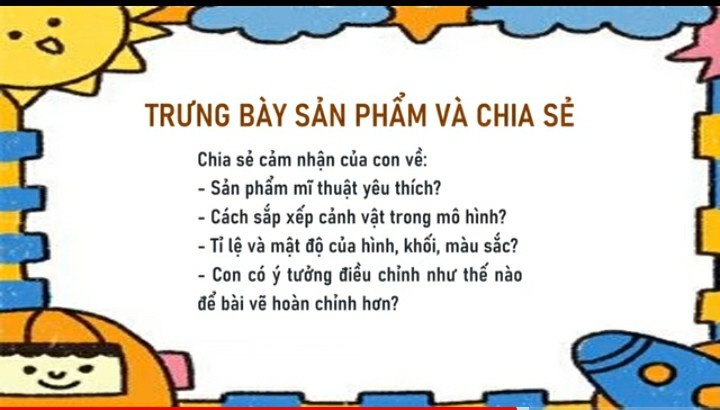 TRƯNG BÀY SẢN PHẨM VÀ CHIA SẺ
Chia sẻ cảm nhận của con về:
- Sản phẩm mĩ thuật yêu thích?
- Cách sắp xếp cảnh vật trong mô hình?
- Tỉ lệ và mật độ của hình, khối, màu sắc?
- Con có ý tưởng điều chỉnh như thế nào
để bài vẽ hoàn chỉnh hơn?